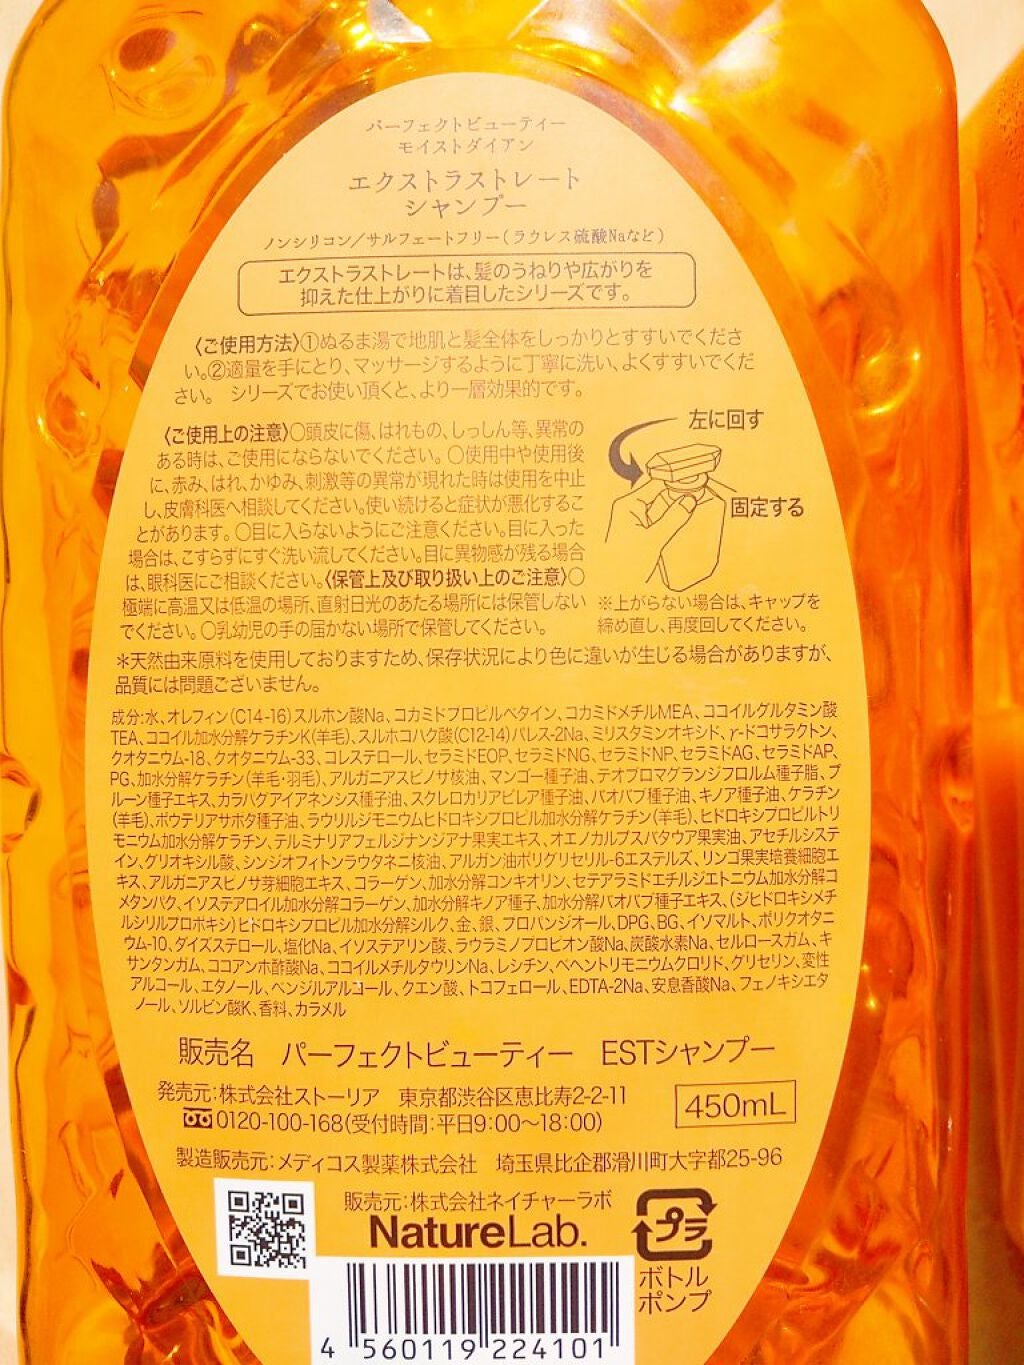 パーフェクトビューティー
モイストダイアン
エクストラストレート
シャンプー
ノンシリコン/サルフェートフリー(ラウレス硫酸Naなど)
エクストラストレートは、髪のうねりや広がりを
抑えた仕上がりに着目したシリーズです。
〈ご使用方法〉①ぬるま湯で地肌と髪全体をしっかりとすすいでくださ
い。②適量を手にとり、マッサージするように丁寧に洗い、よくすすいでくだ
さい。 シリーズでお使い頂くと、より一層効果的です。
〈ご使用上の注意〉〇頭皮に傷、はれもの、しっしん等、異常の
ある時は、ご使用にならないでください。〇使用中や使用後
に、赤み、はれ、かゆみ、刺激等の異常が現れた時は使用を中止
し、皮膚科医へ相談してください。使い続けると症状が悪化するこ
とがあります。〇目に入らないようにご注意ください。目に入った
場合は、こすらずにすぐ洗い流してください。目に異物感が残る場合
は、眼科医にご相談ください。〈保管上及び取り扱い上のご注意〉〇
極端に高温又は低温の場所、直射日光のあたる場所には保管しない
でください。〇乳幼児の手の届かない場所で保管してください。
左に回す
固定する
※上がらない場合は、キャップを
締め直し、再度回してください。
*天然由来原料を使用しておりますため、保存状況により色に違いが生じる場合がありますが、
品質には問題ございません。
成分:水、オレフィン(C14-16)スルホン酸Na、コカミドプロピルベタイン、コカミドメチルMEA、ココイルグルタミン酸
TEA、ココイル加水分解ケラチンK(羊毛)、スルホコハク酸(C12-14)パレス-2Na、ミリスタミンオキシド、γ-ドコサラクトン、
クオタニウム-18、クオタニウム-33、コレステロール、セラミドEOP、セラミドNG、セラミドNP、セラミドAG、セラミドAP、
PG、加水分解ケラチン(羊毛・羽毛)、アルガニアスピノサ核油、マンゴー種子油、テオブロマグランジフロルム種子脂、プ
ルーン種子エキス、カラパグアイアネンシス種子油、スクレロカリアビレア種子油、バオバブ種子油、キノア種子油、ケラチン
(羊毛)、ポウテリアサポタ種子油、ラウリルジモニウムヒドロキシプロピル加水分解ケラチン(羊毛)、ヒドロキシプロピルトリ
モニウム加水分解ケラチン、テルミナリアフェルジナンジアナ果実エキス、オエノカルプスバタウア果実油、アセチルシステ
イン、グリオキシル酸、シンジオフィトンラウタネニ核油、アルガン油ポリグリセリル-6エステルズ、リンゴ果実培養細胞エ
キス、アルガニアスピノサ芽細胞エキス、コラーゲン、加水分解コンキオリン、セテアラミドエチルジエトニウム加水分解コ
メタンパク、イソステアロイル加水分解コラーゲン、加水分解キノア種子、加水分解バオバブ種子エキス、(ジヒドロキシメチ
ルシリルプロポキシ)ヒドロキシプロピル加水分解シルク、金、銀、プロパンジオール、DPG、BG、イソマルト、ポリクオタニ
ウム-10、ダイズステロール、塩化Na、イソステアリン酸、ラウラミノプロピオン酸Na、炭酸水素Na、セルロースガム、キ
サンタンガム、ココアンホ酢酸Na、ココイルメチルタウリンNa、レシチン、ベヘントリモニウムクロリド、グリセリン、変性
アルコール、エタノール、ベンジルアルコール、クエン酸、トコフェロール、EDTA-2Na、安息香酸Na、フェノキシエタ
ノール、ソルビン酸K、香料、カラメル
販売名 パーフェクトビューティー ESTシャンプー
発売元:株式会社ストーリア 東京都渋谷区恵比寿2-2-11
0120-100-168(受付時間:平日9:00〜18:00)
450mL
製造販売元:メディコス製薬株式会社 埼玉県比企郡滑川町大字都25-96
販売元:株式会社ネイチャーラボ
NatureLab.
プラ
ボトル
ポンプ
4 560119 224101